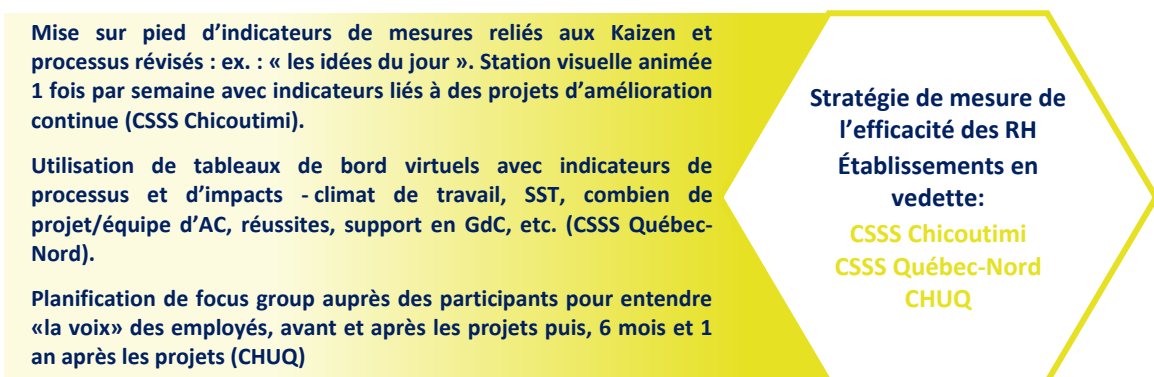 Mise sur pied d’indicateurs de mesures reliés aux Kaizen et
processus révisés : ex. : « les idées du jour ». Station visuelle animée
1 fois par semaine avec indicateurs liés à des projets d’amélioration
continue (CSSS Chicoutimi).
Utilisation de tableaux de bord virtuels avec indicateurs de
processus et d’impacts - climat de travail, SST, combien de
projet/équipe d’AC, réussites, support en GdC, etc. (CSSS Québec-
Nord).
Planification de focus group auprès des participants pour entendre
«la voix» des employés, avant et après les projets puis, 6 mois et 1
an après les projets (CHUQ)
Stratégie de mesure de
l’efficacité des RH
Établissements en
vedette:
CSSS Chicoutimi
CSSS Québec-Nord
CHUQ